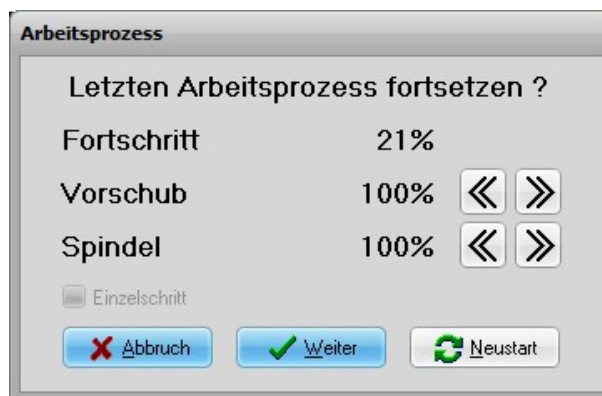 Arbeitsprozess
Letzten Arbeitsprozess fortsetzen ?
Fortschritt 21%
Vorschub 100%
Spindel 100%
Einzelschritt
Abbruch Weiter Neustart